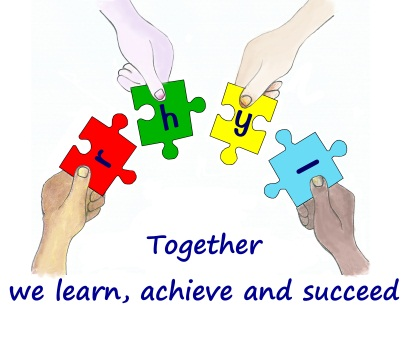 r h y l
Together
we learn, achieve and succeed